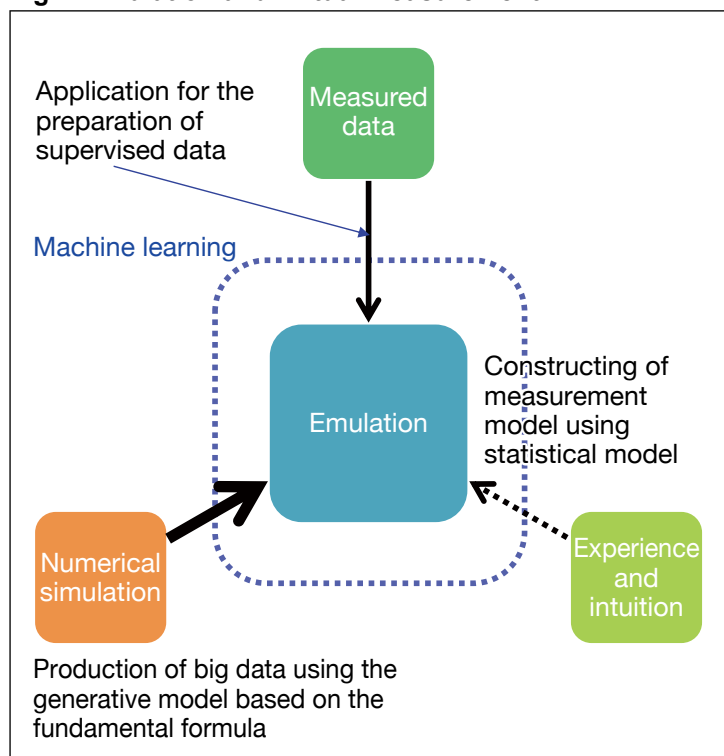 Application for the
preparation of
supervised data
Measured
data
Machine learning
Emulation
Constructing of
measurement
model using
statistical model
Numerical
simulation
Experience
and
intuition
Production of big data using the
generative model based on the
fundamental formula